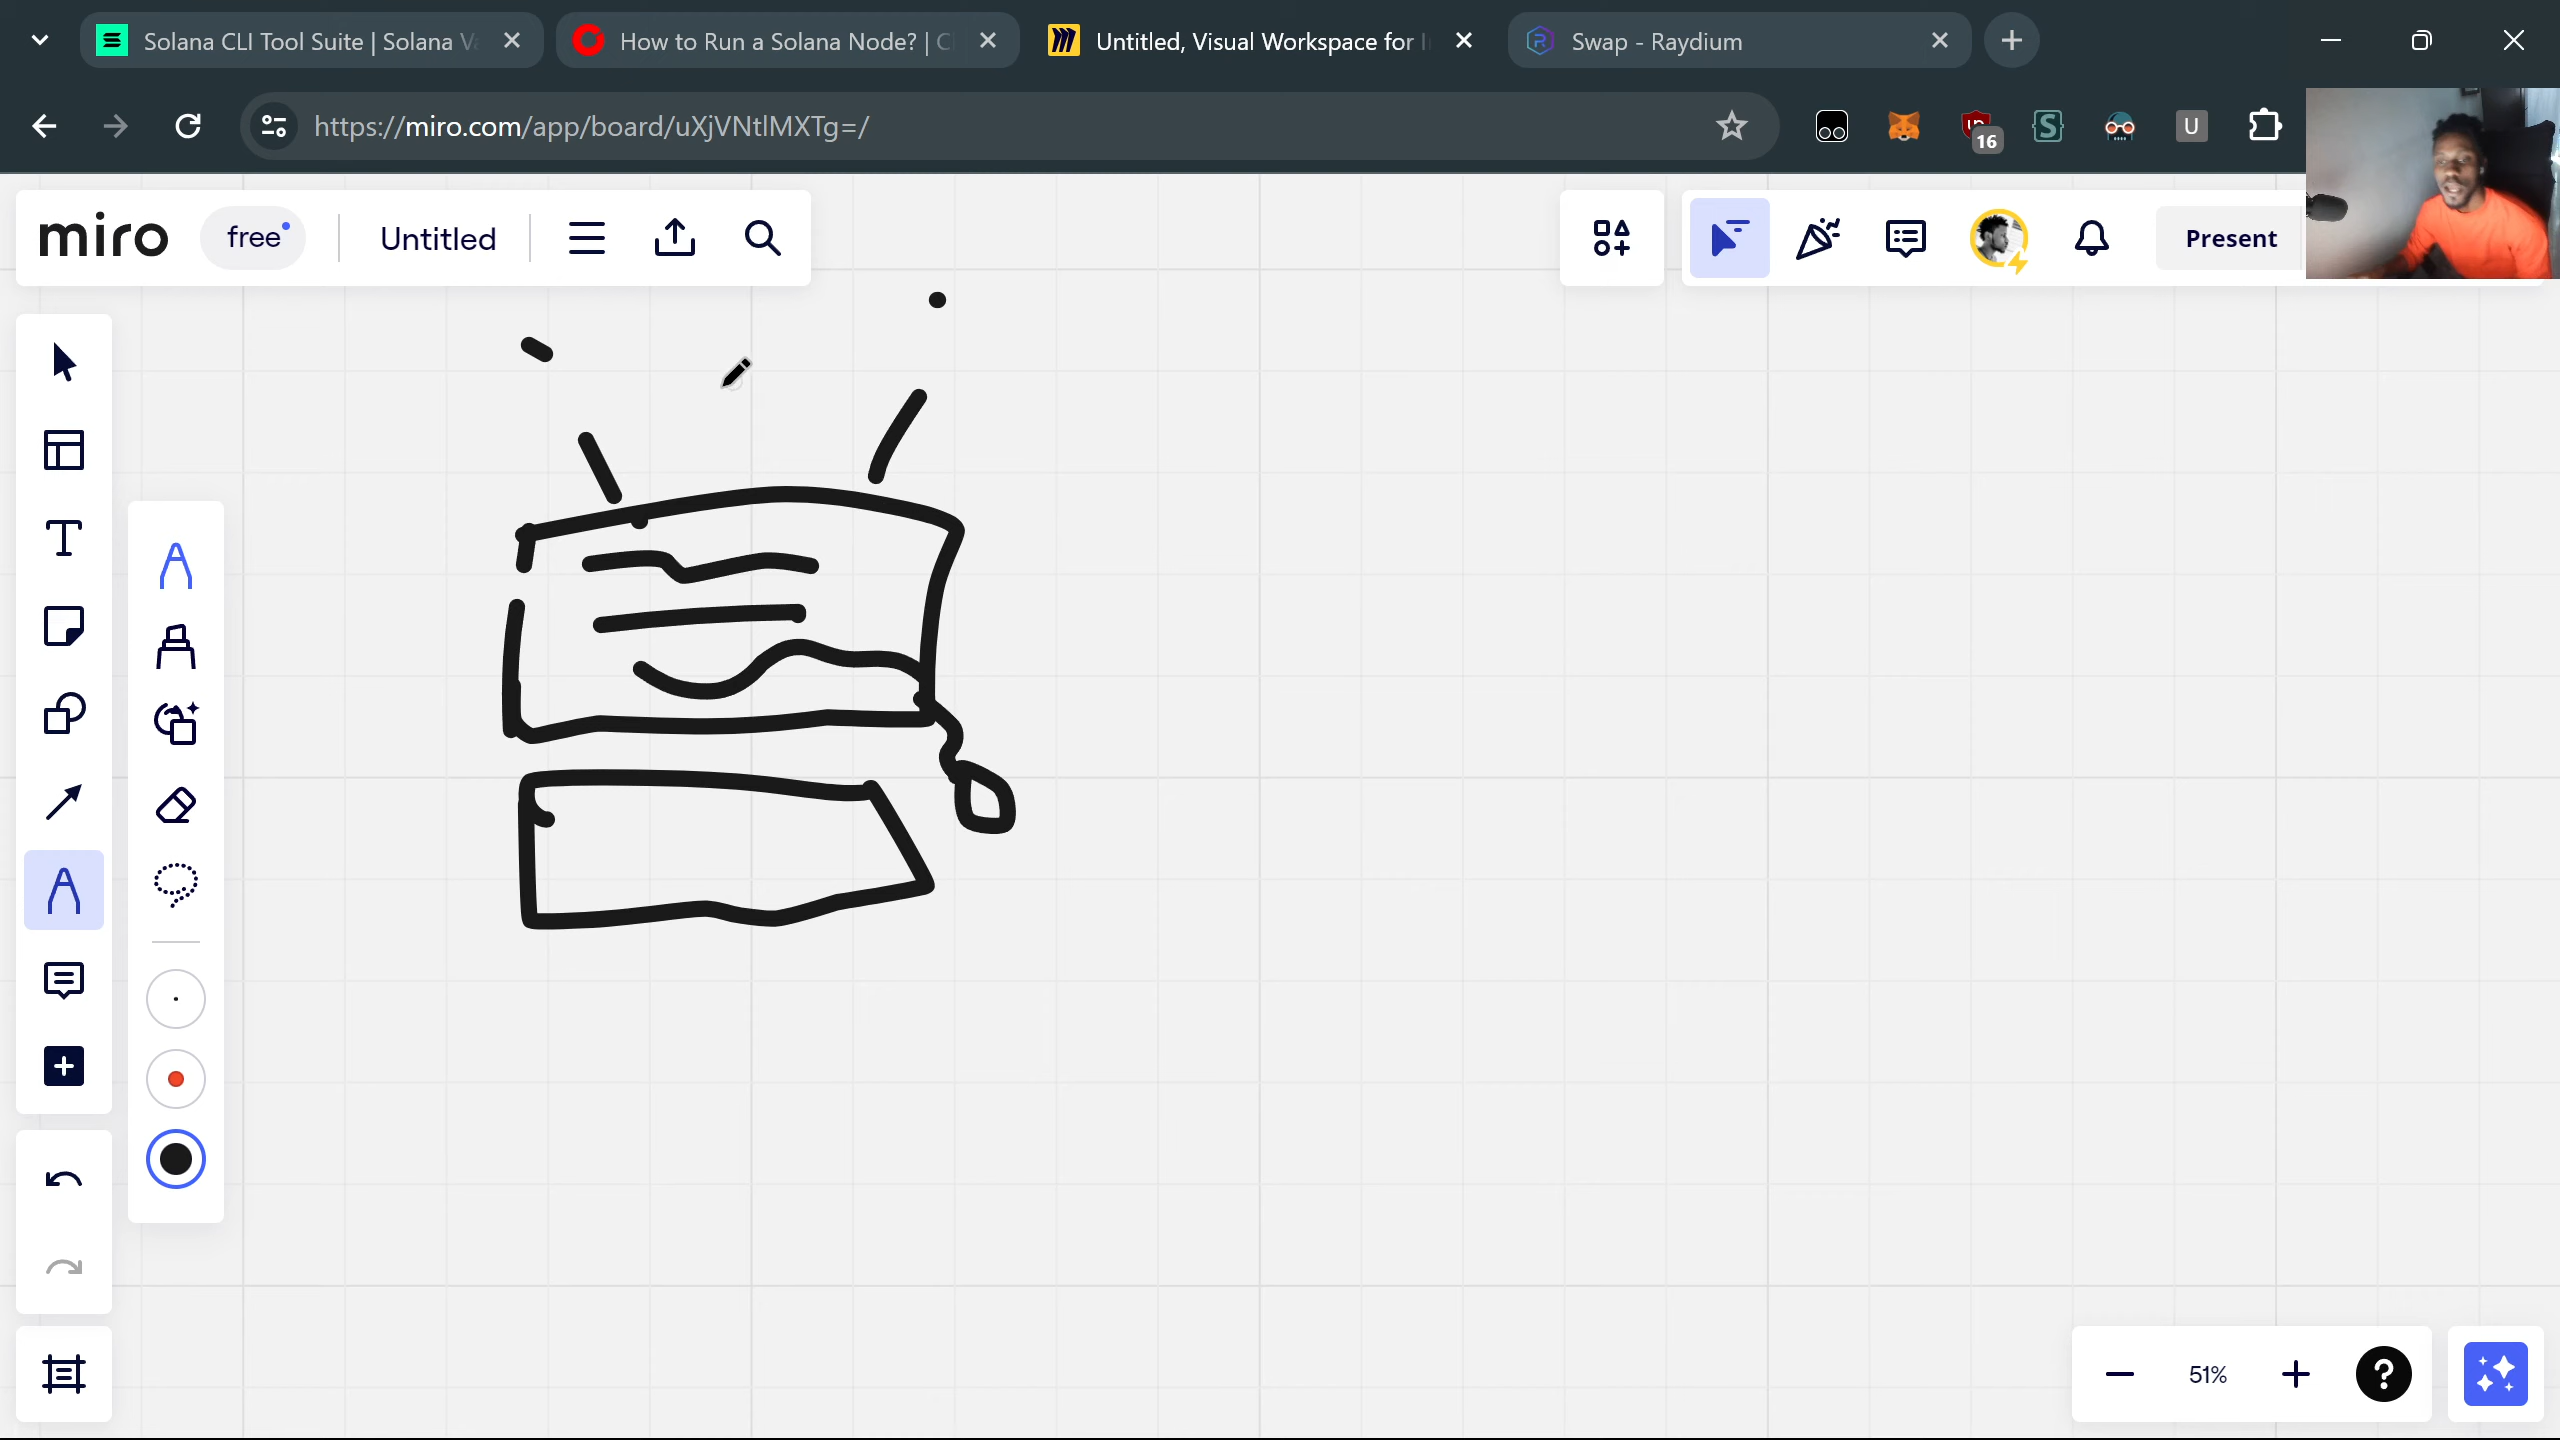 Solana CLI Tool Suite | Solana Va
How to Run a Solana Node? | C
Untitled, Visual Workspace for I
Swap - Raydium
https://miro.com/app/board/uXjVNtlMXTg=/
16
U
miro
free
Untitled
Present
51%